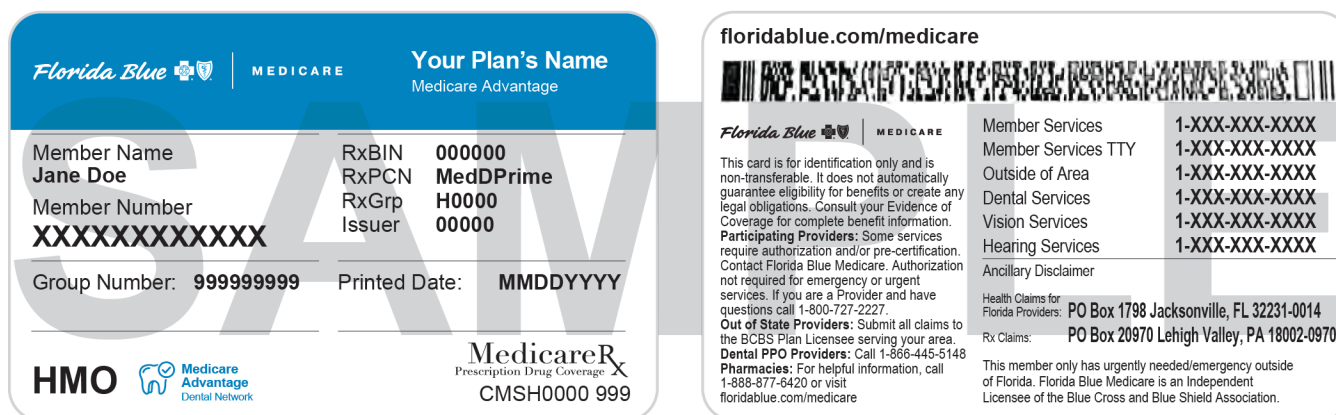 Florida Blue MEDICARE
Your Plan's Name
Medicare Advantage
Member Name
Jane Doe
Member Number
XXXXXXXXXXXX
RxBIN 000000
RxPCN MedDPrime
RxGrp H0000
Issuer 00000
Group Number: 999999999
Printed Date: MMDDYYYY
HMO
Medicare
Advantage
Dental Network
MedicareRx
Prescription Drug Coverage
CMSH0000 999
floridablue.com/medicare
Florida Blue MEDICARE
This card is for identification only and is
non-transferable. It does not automatically
guarantee eligibility for benefits or create any
legal obligations. Consult your Evidence of
Coverage for complete benefit information.
Participating Providers: Some services
require authorization and/or pre-certification.
Contact Florida Blue Medicare. Authorization
not required for emergency or urgent
services. If you are a Provider and have
questions call 1-800-727-2227.
Out of State Providers: Submit all claims to
the BCBS Plan Licensee serving your area.
Dental PPO Providers: Call 1-866-445-5148
Pharmacies: For helpful information, call
1-888-877-6420 or visit
floridablue.com/medicare
Member Services 1-XXX-XXX-XXXX
Member Services TTY 1-XXX-XXX-XXXX
Outside of Area 1-XXX-XXX-XXXX
Dental Services 1-XXX-XXX-XXXX
Vision Services 1-XXX-XXX-XXXX
Hearing Services 1-XXX-XXX-XXXX
Ancillary Disclaimer
Health Claims for
Florida Providers: PO Box 1798 Jacksonville, FL 32231-0014
Rx Claims: PO Box 20970 Lehigh Valley, PA 18002-0970
This member only has urgently needed/emergency outside
of Florida. Florida Blue Medicare is an Independent
Licensee of the Blue Cross and Blue Shield Association.
SAMPLE